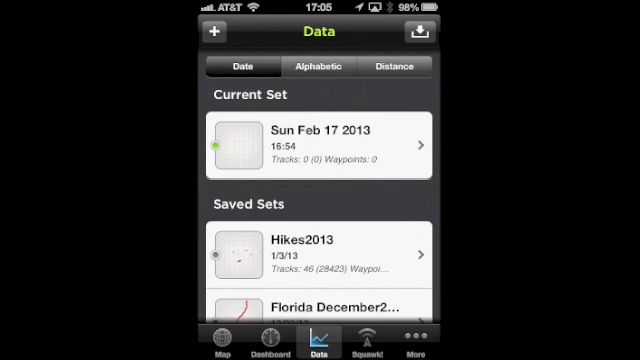 AT&T 17:05 98%
Data
Date Alphabetic Distance
Current Set
Sun Feb 17 2013
16:54
Tracks: 0 (0) Waypoints: 0
Saved Sets
Hikes2013
1/3/13
Tracks: 46 (28423) Waypoi...
Florida December2...
Map Dashboard Data Squawk! More